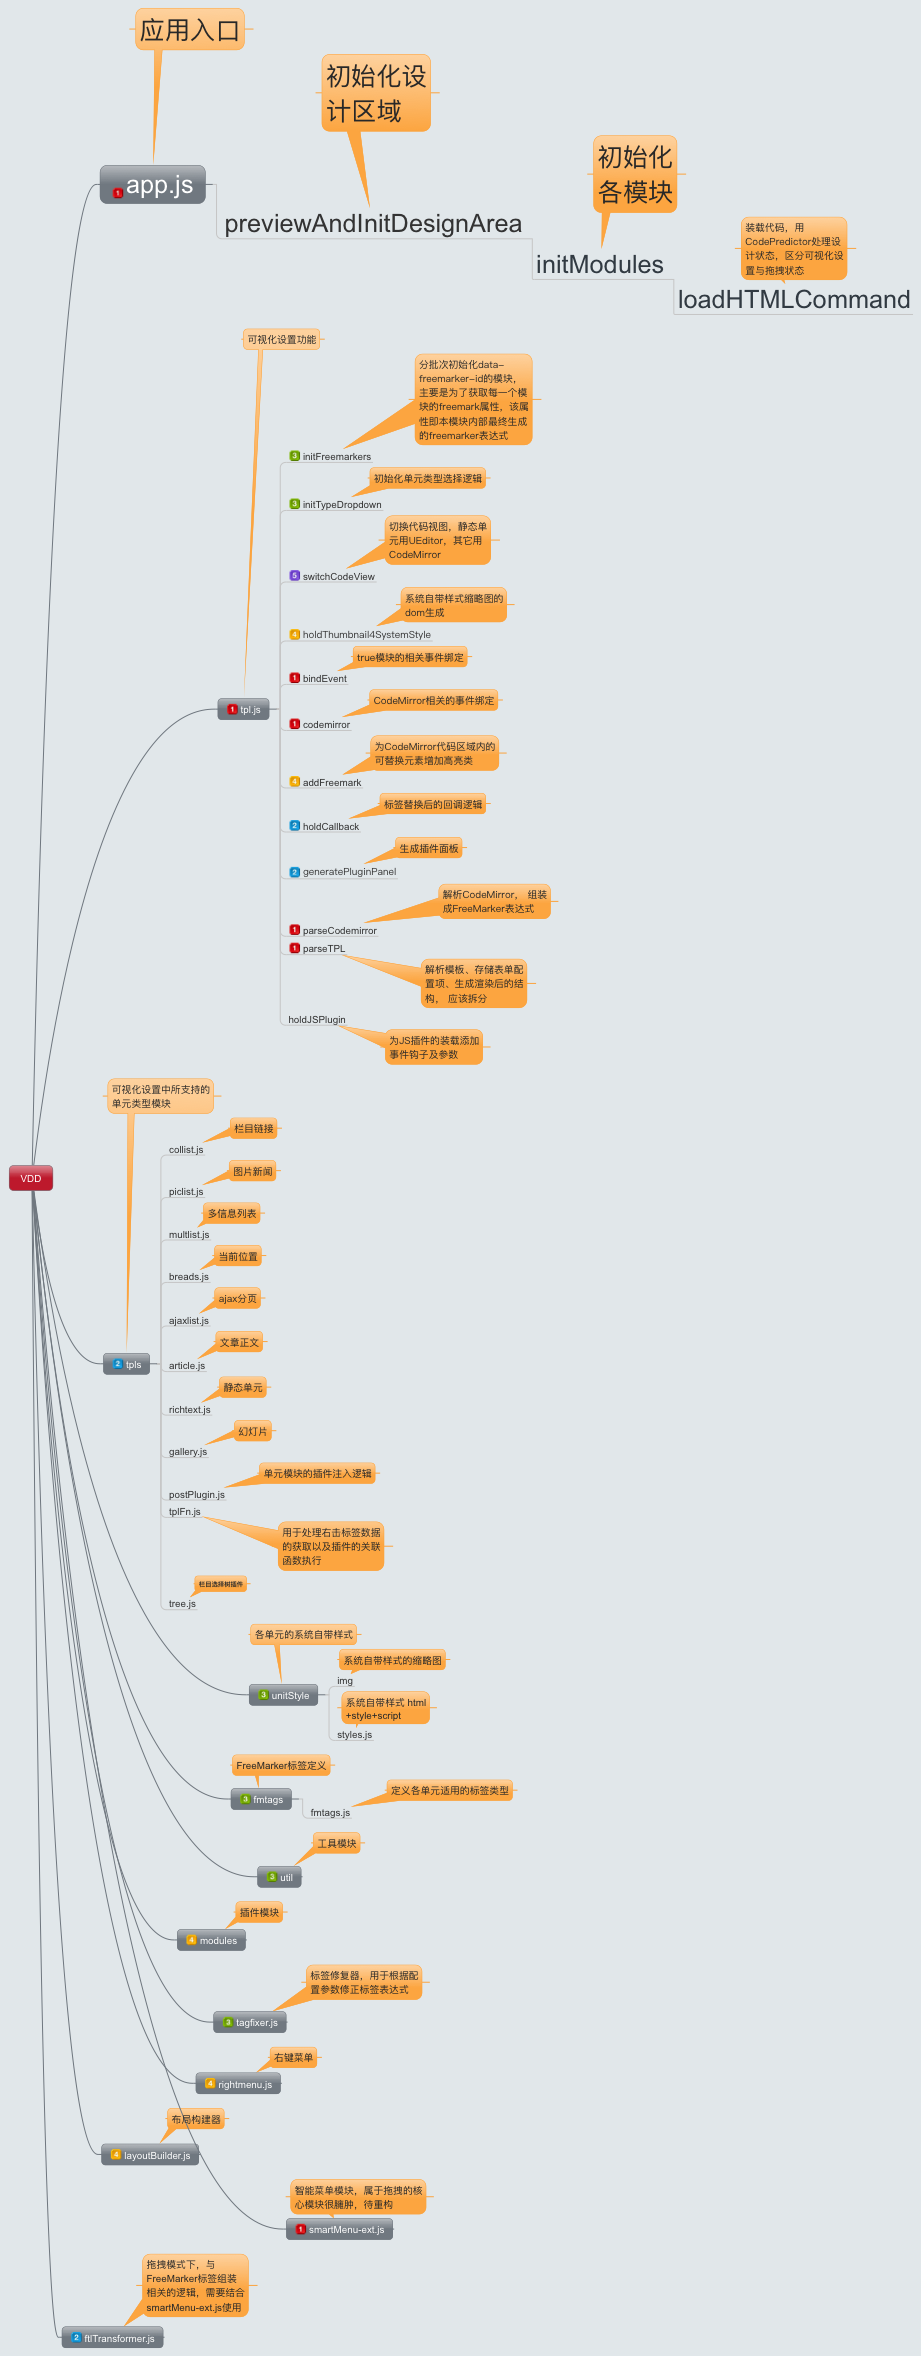 应用入口
初始化设
计区域
初始化
各模块
1 app.js
previewAndInitDesignArea
装载代码，用
CodePredictor处理设
计状态，区分可视化设
置与拖拽状态
initModules
loadHTMLCommand
可视化设置功能
分批次初始化data-
freemarker-id的模块，
主要是为了获取每一个模
块的freemark属性，该属
性即本模块内部最终生成
的freemarker表达式
3 initFreemarkers
初始化单元类型选择逻辑
3 initTypeDropdown
切换代码视图，静态单
元用UEditor，其它用
CodeMirror
5 switchCodeView
系统自带样式缩略图的
dom生成
4 holdThumbnail4SystemStyle
true模块的相关事件绑定
1 bindEvent
CodeMirror相关的事件绑定
1 tpl.js
1 codemirror
为CodeMirror代码区域内的
可替换元素增加高亮类
4 addFreemark
标签替换后的回调逻辑
2 holdCallback
生成插件面板
2 generatePluginPanel
解析CodeMirror， 组装
成FreeMarker表达式
1 parseCodemirror
1 parseTPL
解析模板、存储表单配
置项、生成渲染后的结
构， 应该拆分
holdJSPlugin
为JS插件的装载添加
事件钩子及参数
可视化设置中所支持的
单元类型模块
栏目链接
collist.js
图片新闻
VDD
piclist.js
多信息列表
multlist.js
当前位置
breads.js
ajax分页
ajaxlist.js
文章正文
2 tpls
article.js
静态单元
richtext.js
幻灯片
gallery.js
单元模块的插件注入逻辑
postPlugin.js
tplFn.js
用于处理右击标签数据
的获取以及插件的关联
函数执行
栏目选择树插件
tree.js
各单元的系统自带样式
系统自带样式的缩略图
img
3 unitStyle
系统自带样式 html
+style+script
styles.js
FreeMarker标签定义
3 fmtags
定义各单元适用的标签类型
fmtags.js
工具模块
3 util
插件模块
4 modules
标签修复器，用于根据配
置参数修正标签表达式
3 tagfixer.js
右键菜单
4 rightmenu.js
布局构建器
4 layoutBuilder.js
智能菜单模块，属于拖拽的核
心模块很臃肿，待重构
1 smartMenu-ext.js
拖拽模式下，与
FreeMarker标签组装
相关的逻辑，需要结合
smartMenu-ext.js使用
2 ftlTransformer.js